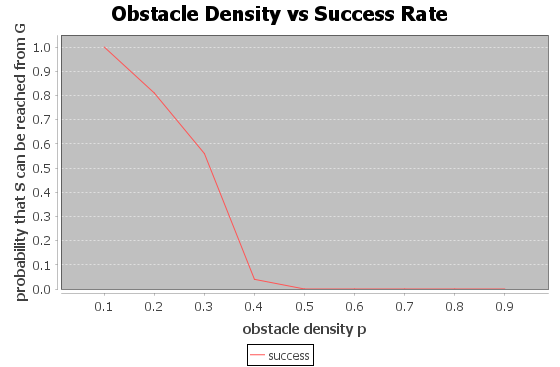 Obstacle Density vs Success Rate
probability that S can be reached from G
1.0
0.9
0.8
0.7
0.6
0.5
0.4
0.3
0.2
0.1
0.0
0.1 0.2 0.3 0.4 0.5 0.6 0.7 0.8 0.9
obstacle density p
success